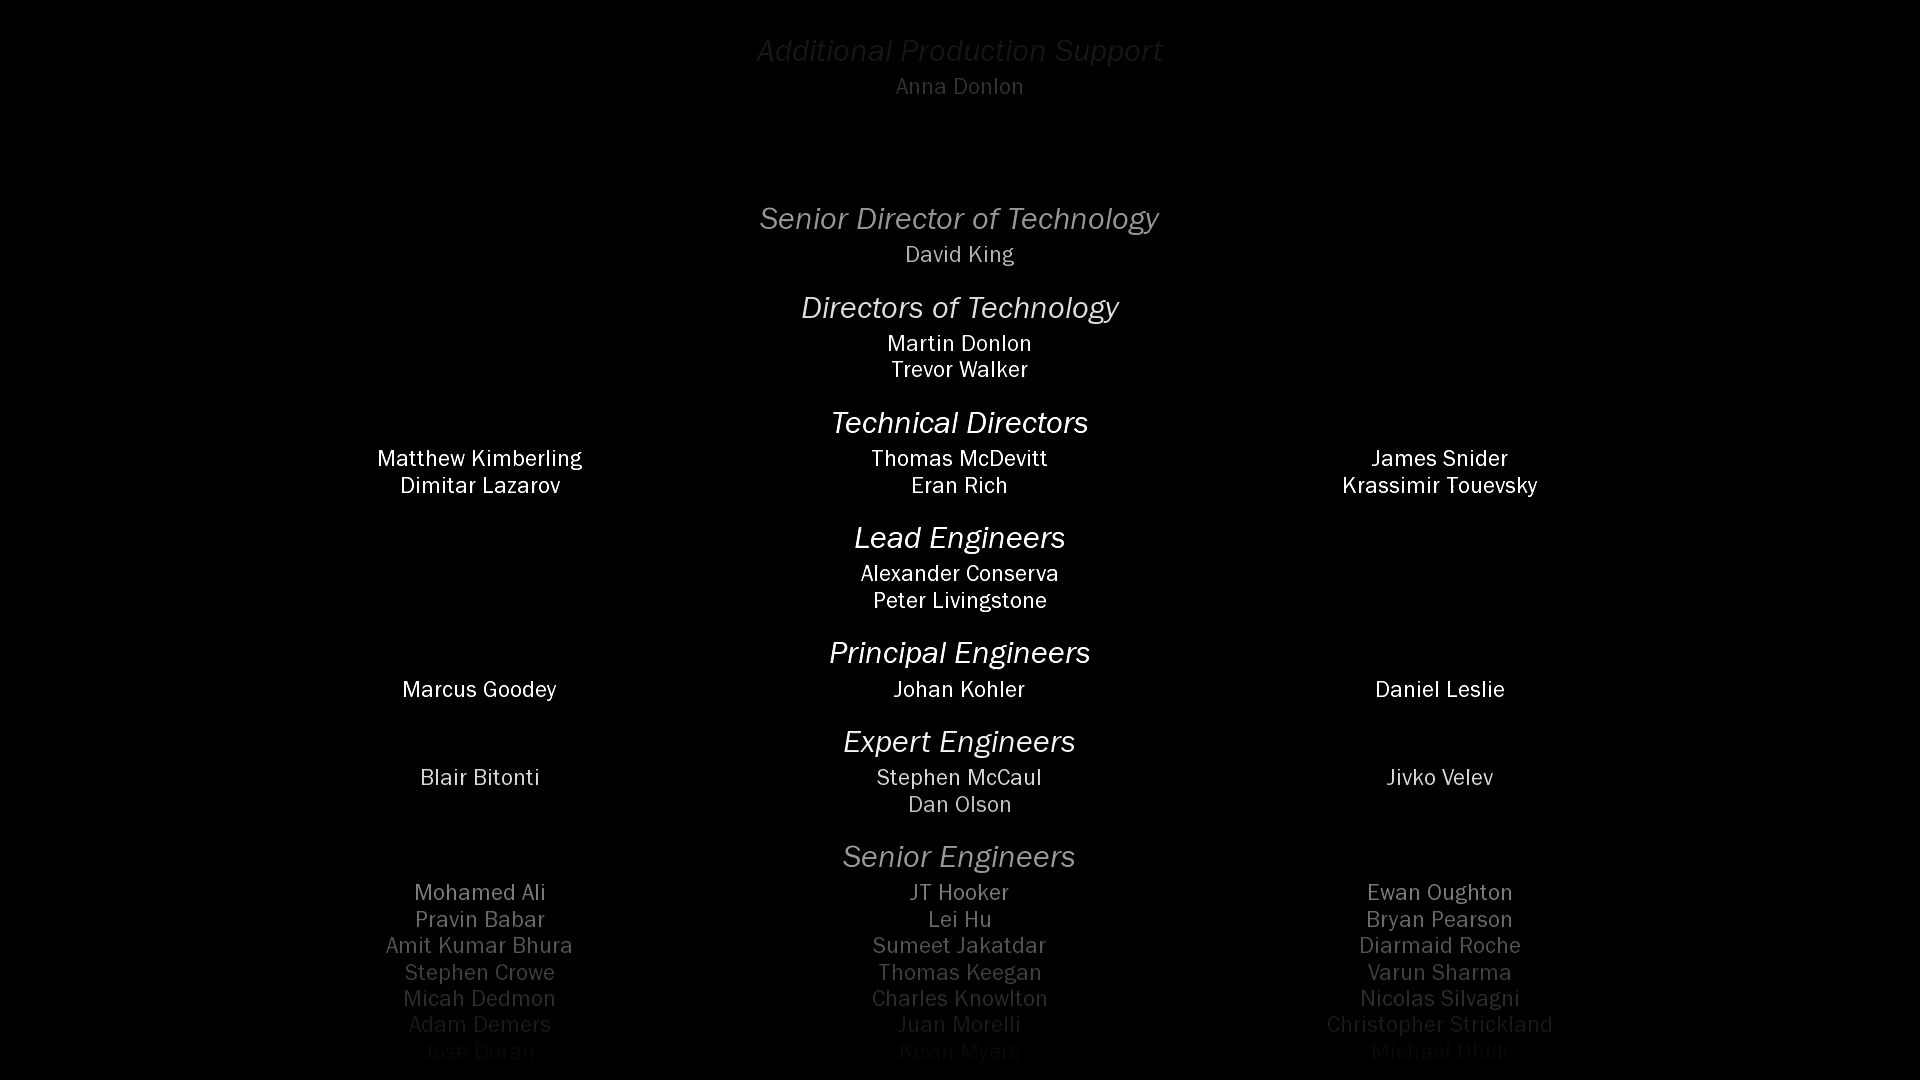 Additional Production Support
Anna Donlon
Senior Director of Technology
David King
Directors of Technology
Martin Donlon
Trevor Walker
Technical Directors
Matthew Kimberling Thomas McDevitt James Snider
Dimitar Lazarov Eran Rich Krassimir Touevsky
Lead Engineers
Alexander Conserva
Peter Livingstone
Principal Engineers
Marcus Goodey Johan Kohler Daniel Leslie
Expert Engineers
Blair Bitonti Stephen McCaul Jivko Velev
Dan Olson
Senior Engineers
Mohamed Ali JT Hooker Ewan Oughton
Pravin Babar Lei Hu Bryan Pearson
Amit Kumar Bhura Sumeet Jakatdar Diarmaid Roche
Stephen Crowe Thomas Keegan Varun Sharma
Micah Dedmon Charles Knowlton Nicolas Silvagni
Adam Demers Juan Morelli Christopher Strickland
Jose Doran Kevin Myers Michael Uhlik